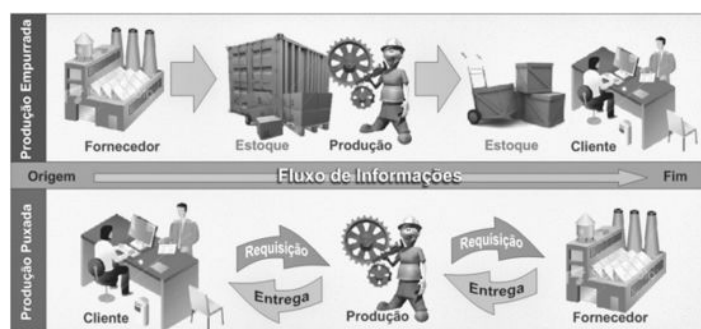 Produção Empurrada
Fornecedor
Estoque
Produção
Estoque
Cliente
Origem
Fluxo de Informações
Fim
Produção Puxada
Cliente
Requisição
Entrega
Produção
Requisição
Entrega
Fornecedor